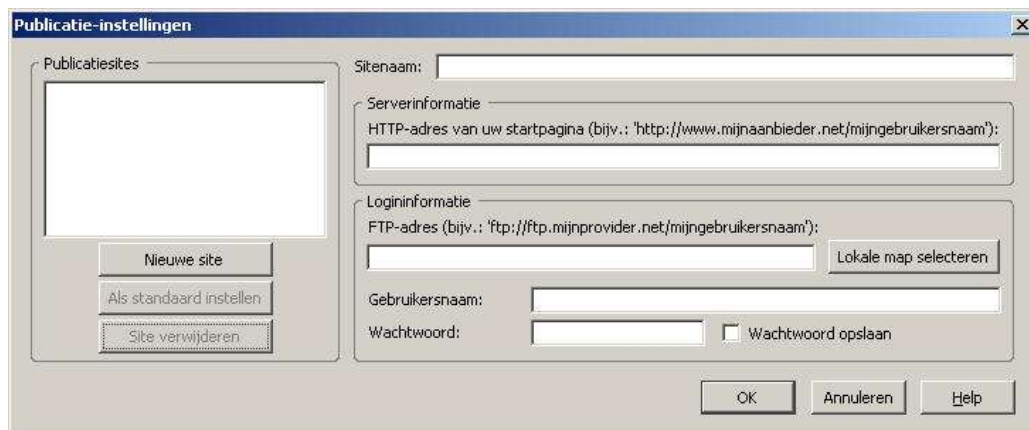 Publicatie-instellingen
Publicatiesites
Nieuwe site
Als standaard instellen
Site verwijderen
Sitenaam:
Serverinformatie
HTTP-adres van uw startpagina (bijv.: 'http://www.mijnaanbieder.net/mijngebruikersnaam'):
Logininformatie
FTP-adres (bijv.: 'ftp://ftp.mijnprovider.net/mijngebruikersnaam'):
Lokale map selecteren
Gebruikersnaam:
Wachtwoord:
Wachtwoord opslaan
OK
Annuleren
Help